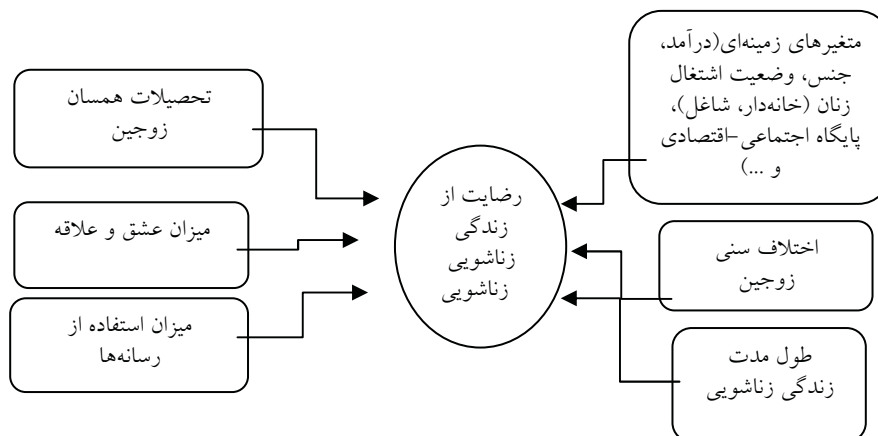 متغیرهای زمینه‌ای(درآمد،
جنس، وضعیت اشتغال
زنان (خانه‌دار، شاغل)،
پایگاه اجتماعی–اقتصادی
و ...)
اختلاف سنی
زوجین
طول مدت
زندگی زناشویی
رضایت از
زندگی
زناشویی
زناشویی
تحصیلات همسان
زوجین
میزان عشق و علاقه
میزان استفاده از
رسانه‌ها